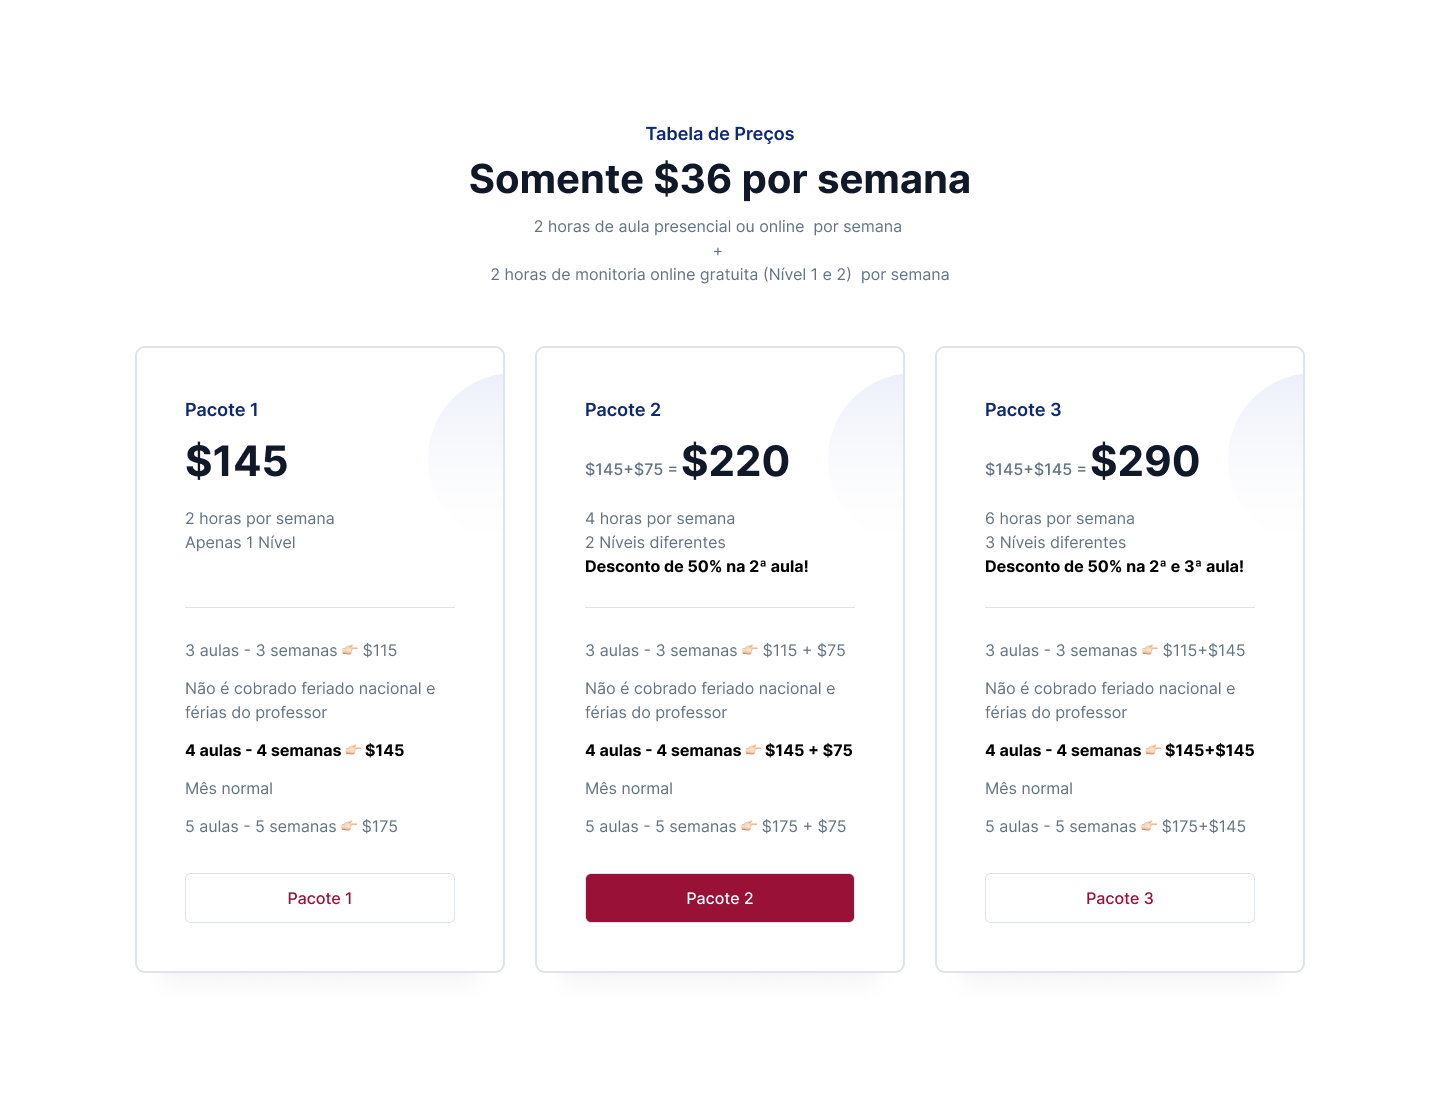 Tabela de Preços
Somente $36 por semana
2 horas de aula presencial ou online  por semana
+
2 horas de monitoria online gratuita (Nível 1 e 2)  por semana
Pacote 1
$145
2 horas por semana
Apenas 1 Nível
3 aulas - 3 semanas 👉🏻 $115
Não é cobrado feriado nacional e
férias do professor
4 aulas - 4 semanas 👉🏻 $145
Mês normal
5 aulas - 5 semanas 👉🏻 $175
Pacote 1
Pacote 2
$145+$75 = $220
4 horas por semana
2 Níveis diferentes
Desconto de 50% na 2ª aula!
3 aulas - 3 semanas 👉🏻 $115 + $75
Não é cobrado feriado nacional e
férias do professor
4 aulas - 4 semanas 👉🏻 $145 + $75
Mês normal
5 aulas - 5 semanas 👉🏻 $175 + $75
Pacote 2
Pacote 3
$145+$145 = $290
6 horas por semana
3 Níveis diferentes
Desconto de 50% na 2ª e 3ª aula!
3 aulas - 3 semanas 👉🏻 $115+$145
Não é cobrado feriado nacional e
férias do professor
4 aulas - 4 semanas 👉🏻 $145+$145
Mês normal
5 aulas - 5 semanas 👉🏻 $175+$145
Pacote 3